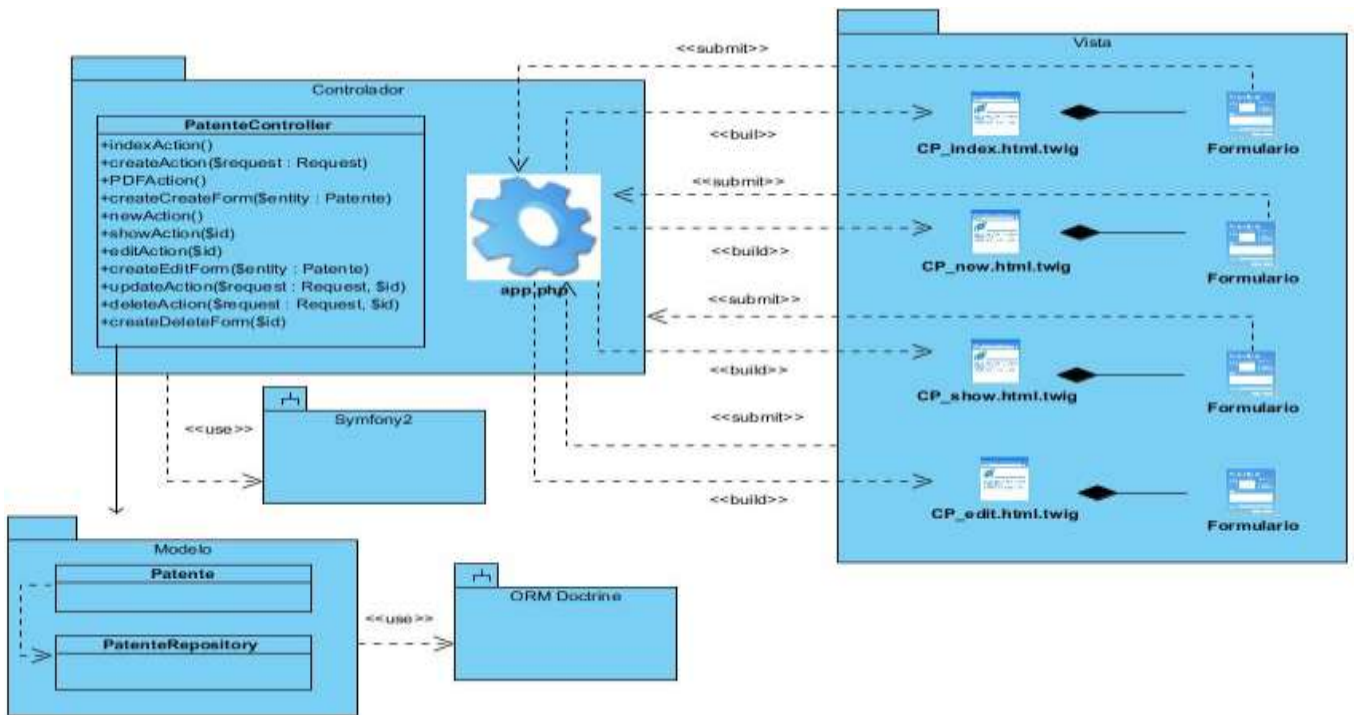 Controlador
PatenteController
+indexAction()
+createAction($request : Request)
+PDFAction()
+createCreateForm($entity : Patente)
+newAction()
+showAction($id)
+editAction($id)
+createEditForm($entity : Patente)
+updateAction($request : Request, $id)
+deleteAction($request : Request, $id)
+createDeleteForm($id)
app.php
<<submit>>
<<buil>>
<<submit>>
<<build>>
<<submit>>
<<build>>
<<submit>>
<<build>>
Vista
CP_index.html.twig
Formulario
CP_new.html.twig
Formulario
CP_show.html.twig
Formulario
CP_edit.html.twig
Formulario
<<use>>
Symfony2
Modelo
Patente
PatenteRepository
<<use>>
ORM Doctrine